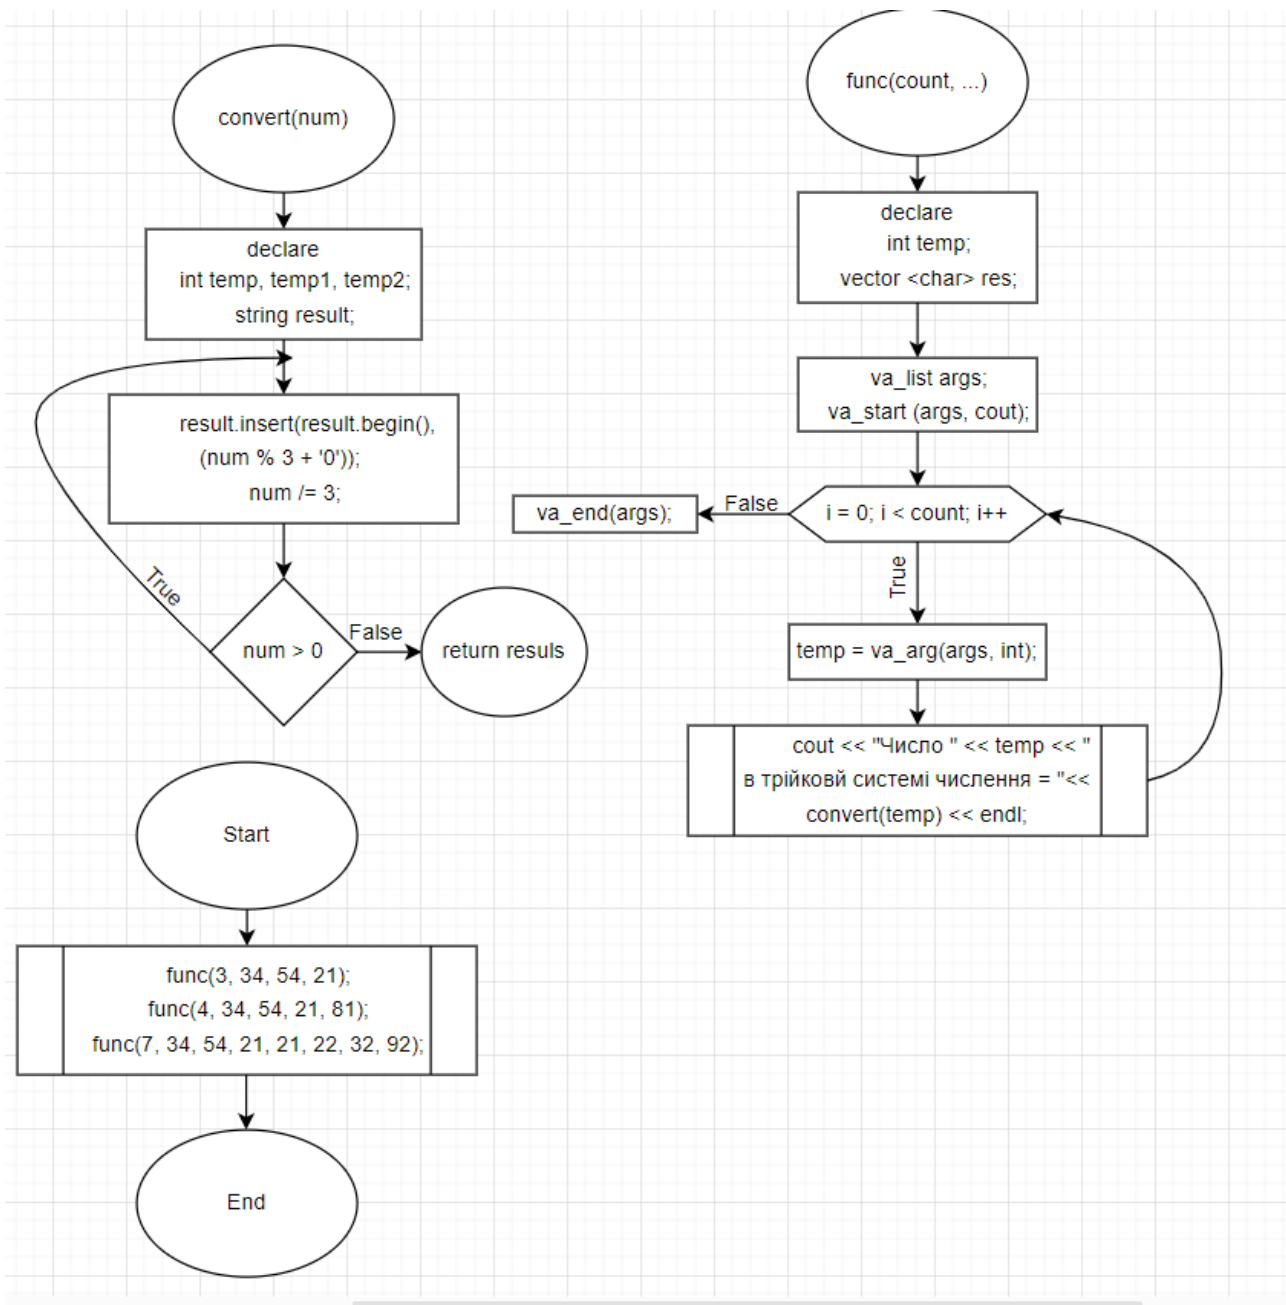 convert(num)
declare
int temp, temp1, temp2;
string result;
result.insert(result.begin(),
(num % 3 + '0'));
num /= 3;
True
num > 0
False
return resuls
Start
func(3, 34, 54, 21);
func(4, 34, 54, 21, 81);
func(7, 34, 54, 21, 21, 22, 32, 92);
End
func(count, ...)
declare
int temp;
vector <char> res;
va_list args;
va_start (args, cout);
i = 0; i < count; i++
False
va_end(args);
True
temp = va_arg(args, int);
cout << "Число " << temp << "
в трійковй системі числення = "<<
convert(temp) << endl;